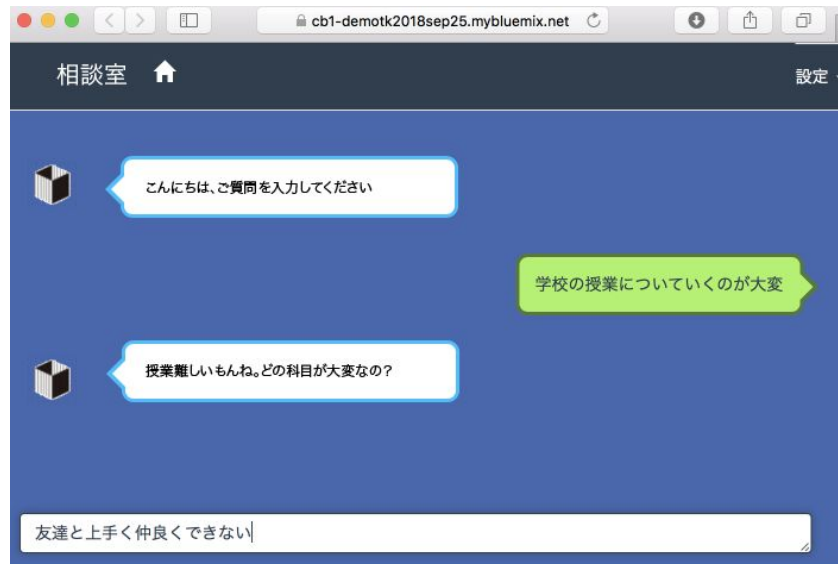 cb1-demotk2018sep25.mybluemix.net
相談室
設定
こんにちは、ご質問を入力してください
学校の授業についていくのが大変
授業難しいもんね。どの科目が大変なの?
友達と上手く仲良くできない